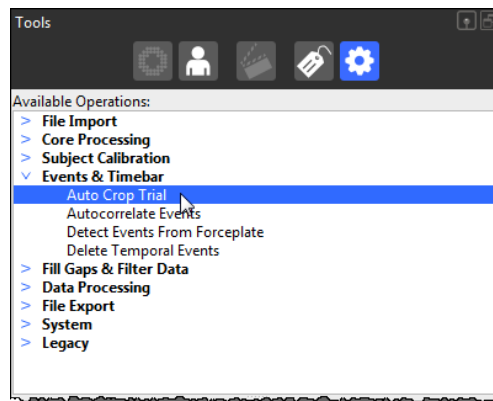 Tools
Available Operations:
> File Import
> Core Processing
> Subject Calibration
˅ Events & Timebar
Auto Crop Trial
Autocorrelate Events
Detect Events From Forceplate
Delete Temporal Events
> Fill Gaps & Filter Data
> Data Processing
> File Export
> System
> Legacy